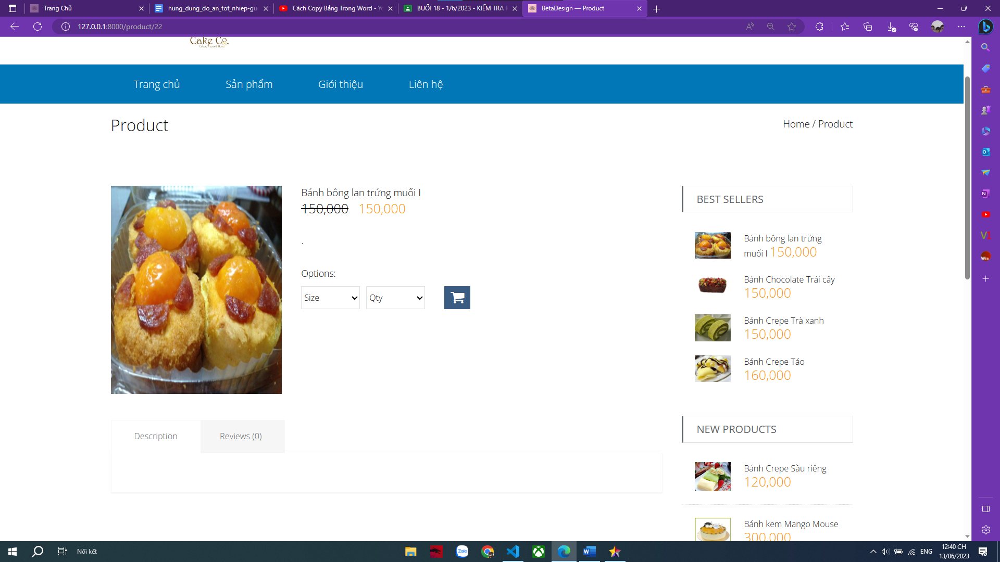 Trang Chủ
hung_dung_do_an_tot_nhiep-gui
Cách Copy Bảng Trong Word - Yo
BUỔI 18 - 1/6/2023 - KIỂM TRA K
BetaDesign — Product
127.0.0.1:8000/product/22
Cake Co.
Trang chủ
Sản phẩm
Giới thiệu
Liên hệ
Product
Home / Product
Bánh bông lan trứng muối I
150,000 150,000
.
Options:
Size
Qty
Description
Reviews (0)
BEST SELLERS
Bánh bông lan trứng
muối I 150,000
Bánh Chocolate Trái cây
150,000
Bánh Crepe Trà xanh
150,000
Bánh Crepe Táo
160,000
NEW PRODUCTS
Bánh Crepe Sầu riêng
120,000
Bánh kem Mango Mouse
300,000
Nối kết
Zalo
ENG
12:40 CH
13/06/2023